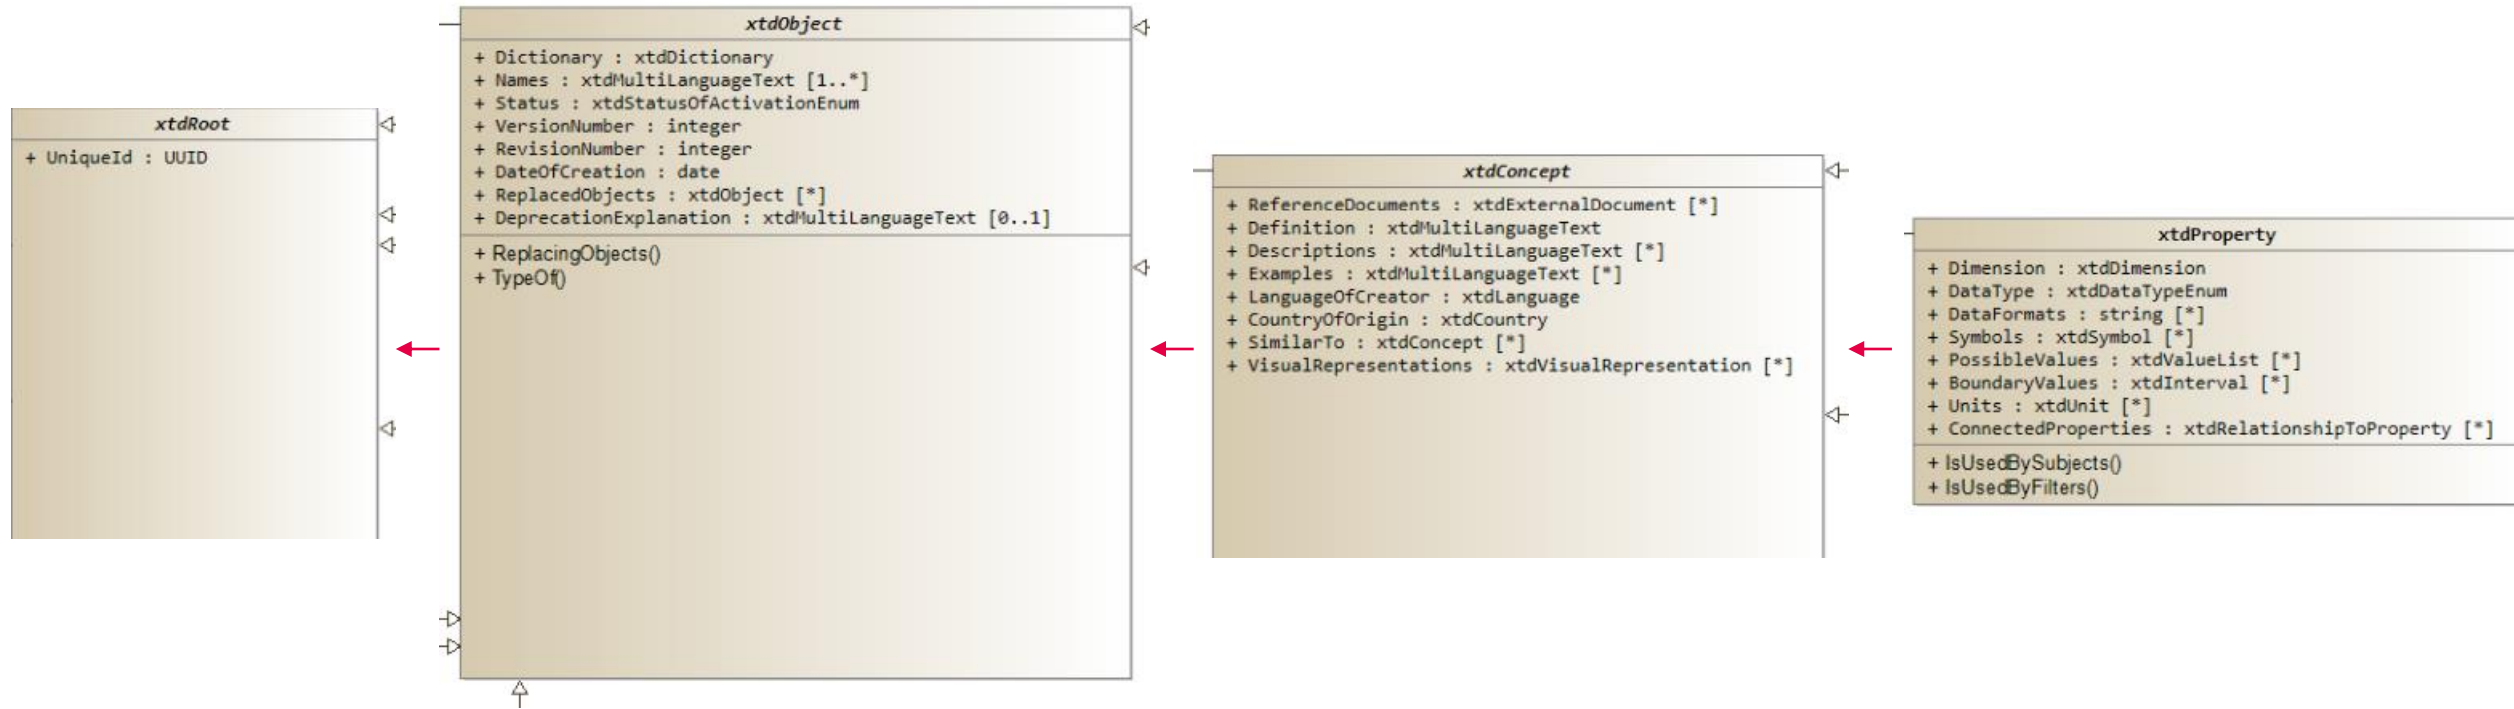 xtdRoot
+ UniqueId : UUID
xtdObject
+ Dictionary : xtdDictionary
+ Names : xtdMultiLanguageText [1..*]
+ Status : xtdStatusOfActivationEnum
+ VersionNumber : integer
+ RevisionNumber : integer
+ DateOfCreation : date
+ ReplacedObjects : xtdObject [*]
+ DeprecationExplanation : xtdMultiLanguageText [0..1]
+ ReplacingObjects()
+ TypeOf()
xtdConcept
+ ReferenceDocuments : xtdExternalDocument [*]
+ Definition : xtdMultiLanguageText
+ Descriptions : xtdMultiLanguageText [*]
+ Examples : xtdMultiLanguageText [*]
+ LanguageOfCreator : xtdLanguage
+ CountryOfOrigin : xtdCountry
+ SimilarTo : xtdConcept [*]
+ VisualRepresentations : xtdVisualRepresentation [*]
xtdProperty
+ Dimension : xtdDimension
+ DataType : xtdDataTypeEnum
+ DataFormats : string [*]
+ Symbols : xtdSymbol [*]
+ PossibleValues : xtdValueList [*]
+ BoundaryValues : xtdInterval [*]
+ Units : xtdUnit [*]
+ ConnectedProperties : xtdRelationshipToProperty [*]
+ IsUsedBySubjects()
+ IsUsedByFilters()